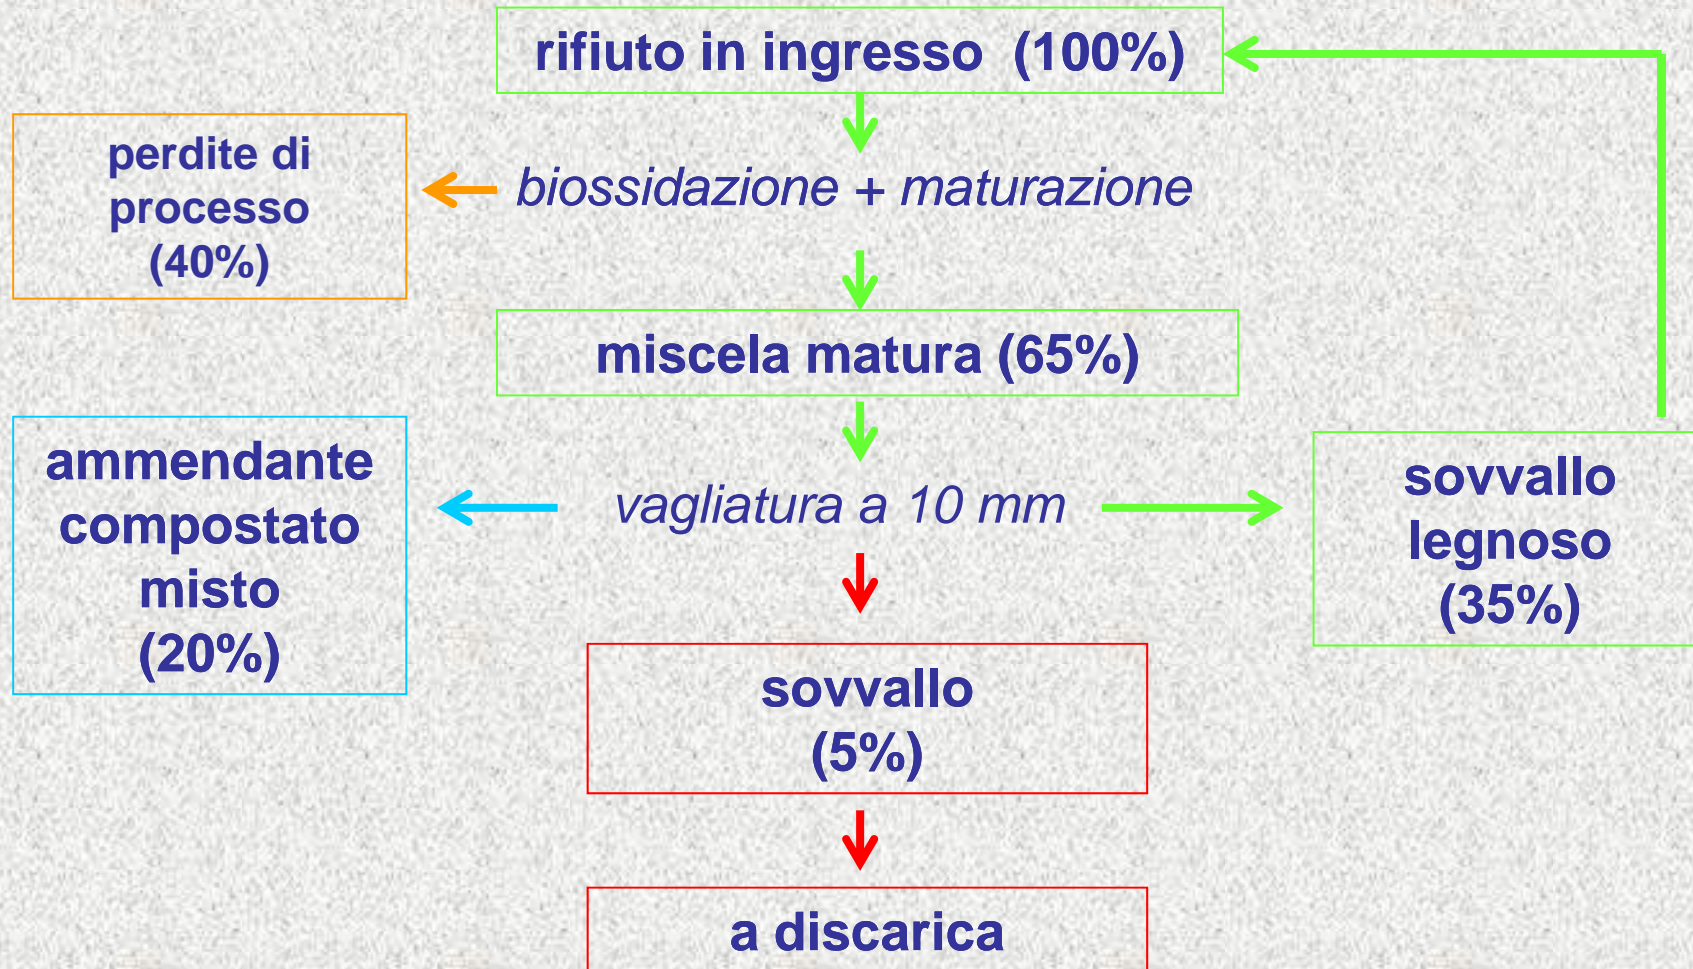 rifiuto in ingresso (100%)
perdite di
processo
(40%)
biossidazione + maturazione
miscela matura (65%)
ammendante
compostato
misto
(20%)
vagliatura a 10 mm
sovvallo
legnoso
(35%)
sovvallo
(5%)
a discarica